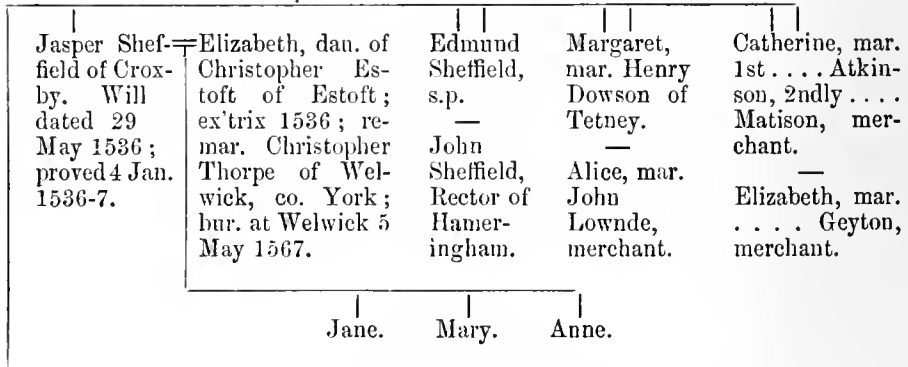 Jasper Shef-
field of Crox-
by. Will
dated 29
May 1536 ;
proved 4 Jan.
1536-7.
Elizabeth, dau. of
Christopher Es-
toft of Estoft ;
ex'trix 1536 ; re-
mar. Christopher
Thorpe of Wel-
wick, co. York ;
bur. at Welwick 5
May 1567.
Edmund
Sheffield,
s.p.
—
John
Sheffield,
Rector of
Hamer-
ingham.
Margaret,
mar. Henry
Dowson of
Tetney.
—
Alice, mar.
John
Lownde,
merchant.
Catherine, mar.
1st . . . . Atkin-
son, 2ndly . . . .
Matison, mer-
chant.
—
Elizabeth, mar.
. . . . Geyton,
merchant.
Jane. Mary. Anne.